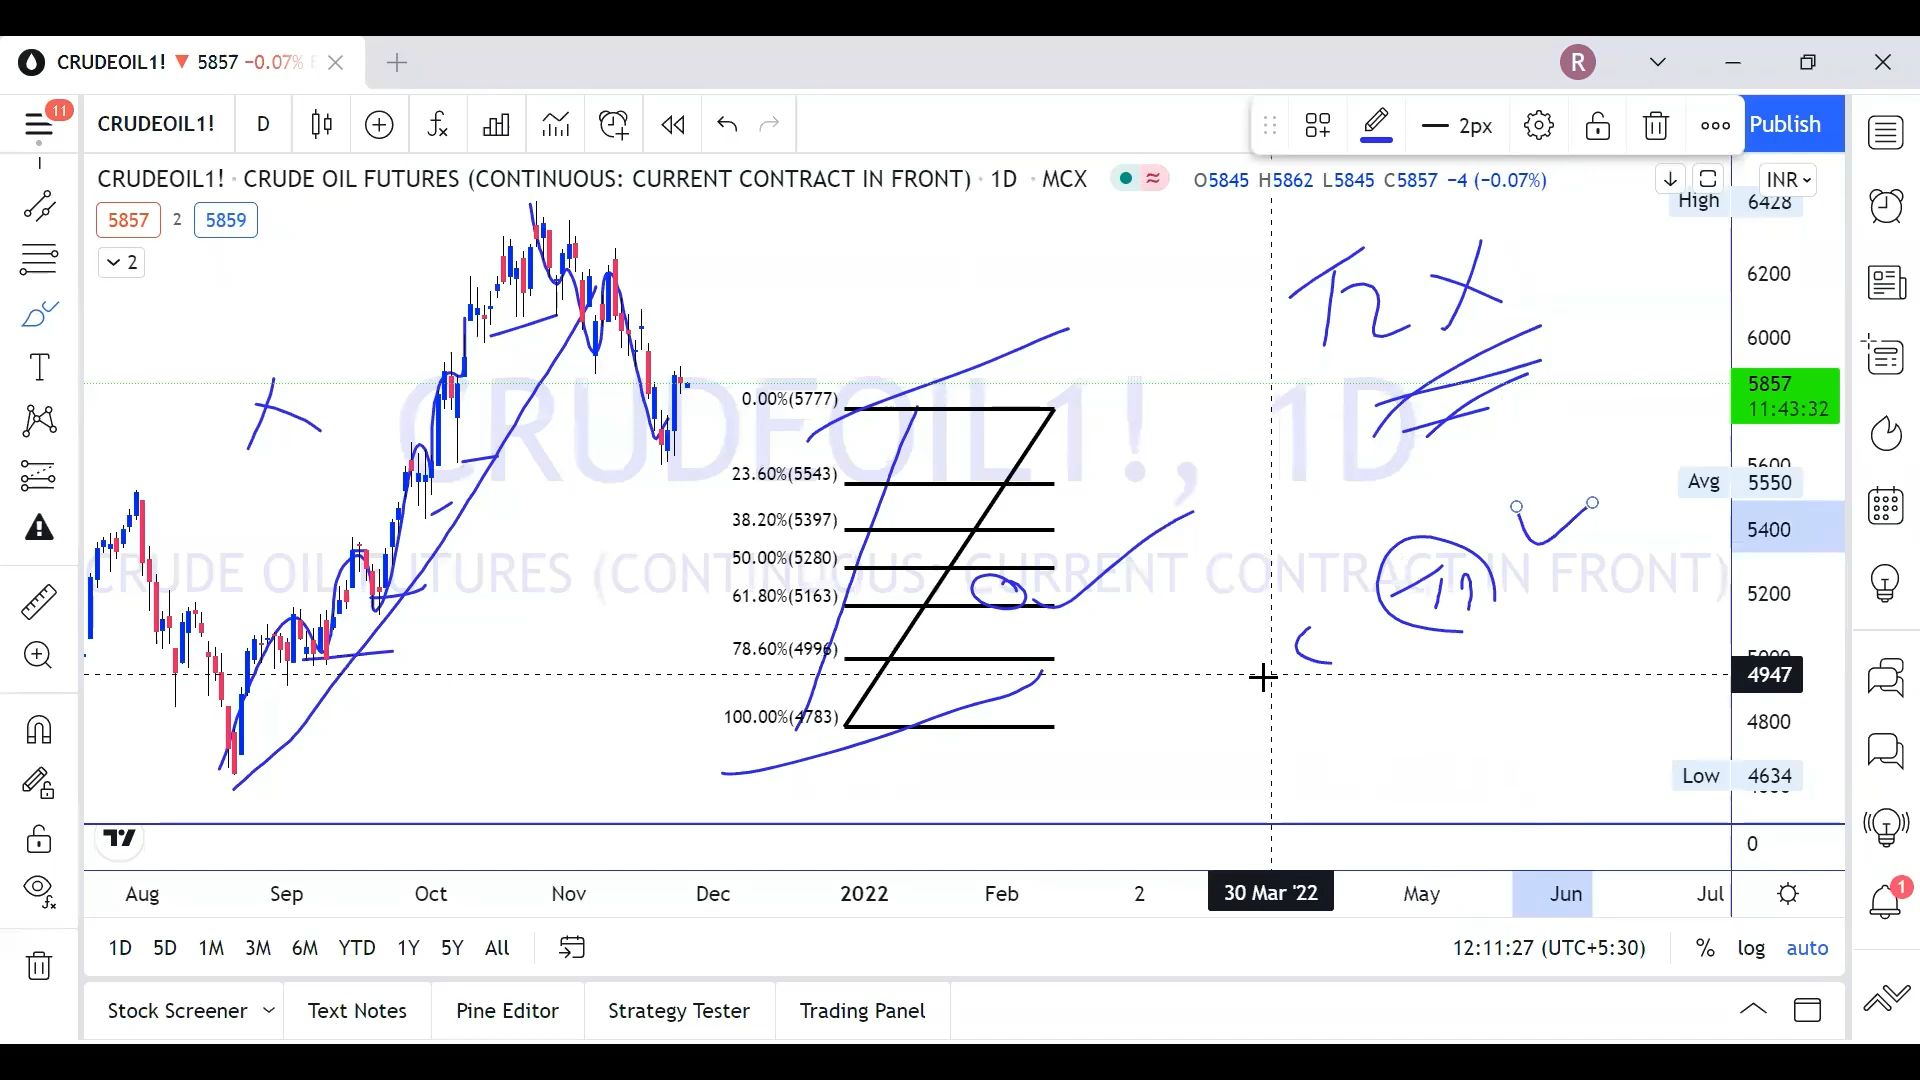 CRUDEOIL1! ▼ 5857 −0.07%
R
11
CRUDEOIL1! D
2px
Publish
CRUDEOIL1! · CRUDE OIL FUTURES (CONTINUOUS: CURRENT CONTRACT IN FRONT) · 1D · MCX
O5845 H5862 L5845 C5857 −4 (−0.07%)
INR
5857 2 5859
2
High 6428
6200
6000
5857
11:43:32
5600
Avg 5550
5400
5200
5000
4947
4800
Low 4634
0
CRUDEOIL1!, 1D
CRUDE OIL FUTURES (CONTINUOUS: CURRENT CONTRACT IN FRONT)
0.00%(5777)
23.60%(5543)
38.20%(5397)
50.00%(5280)
61.80%(5163)
78.60%(4996)
100.00%(4783)
Aug Sep Oct Nov Dec 2022 Feb 2 30 Mar '22 May Jun Jul
1D 5D 1M 3M 6M YTD 1Y 5Y All
12:11:27 (UTC+5:30) % log auto
1
Stock Screener Text Notes Pine Editor Strategy Tester Trading Panel